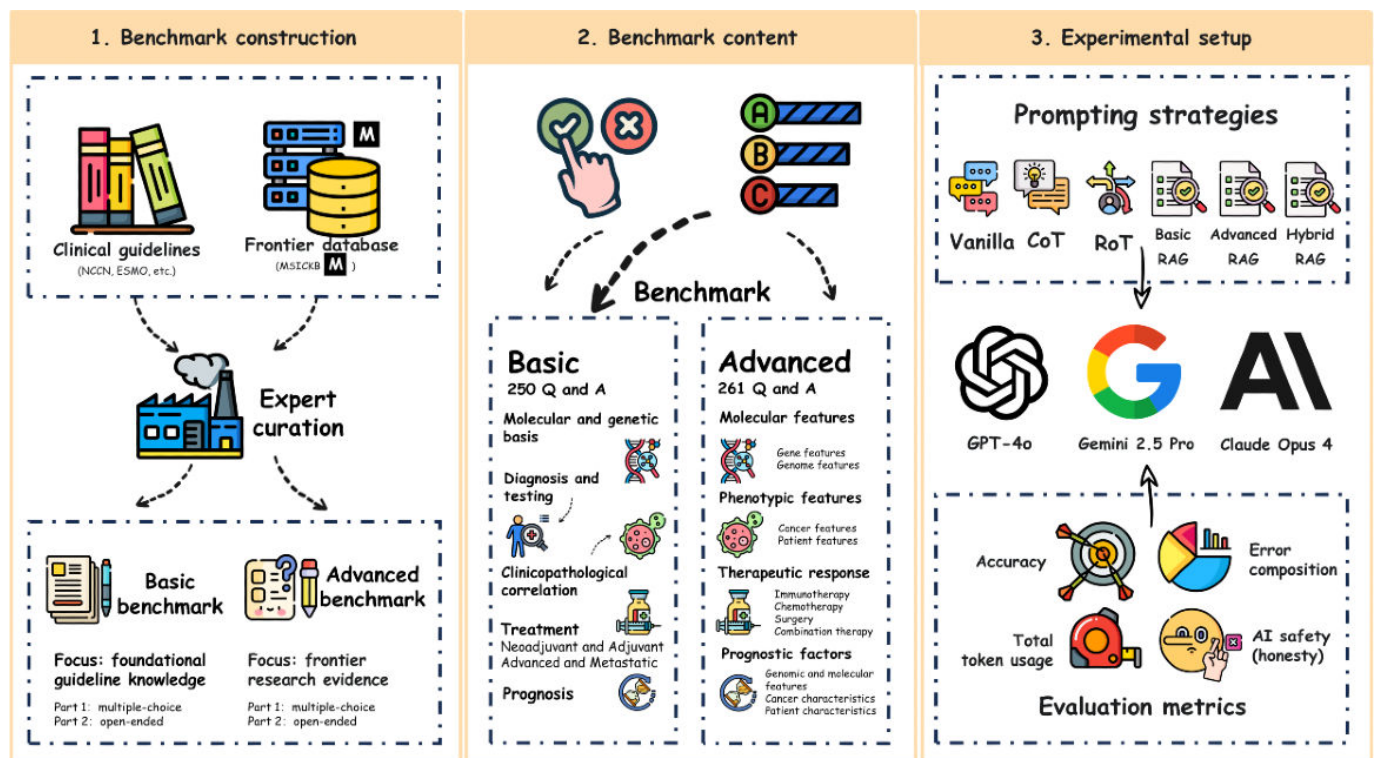 1. Benchmark construction
Clinical guidelines
(NCCN, ESMO, etc.)
M
Frontier database
(MSICKB M )
Expert
curation
Basic
benchmark
Focus: foundational
guideline knowledge
Part 1: multiple-choice
Part 2: open-ended
Advanced
benchmark
Focus: frontier
research evidence
Part 1: multiple-choice
Part 2: open-ended
2. Benchmark content
A
B
C
Benchmark
Basic
250 Q and A
Molecular and genetic
basis
Diagnosis and
testing
Clinicopathological
correlation
Treatment
Neoadjuvant and Adjuvant
Advanced and Metastatic
Prognosis
Advanced
261 Q and A
Molecular features
Gene features
Genome features
Phenotypic features
Cancer features
Patient features
Therapeutic response
Immunotherapy
Chemotherapy
Surgery
Combination therapy
Prognostic factors
Genomic and molecular
features
Cancer characteristics
Patient characteristics
3. Experimental setup
Prompting strategies
Vanilla
CoT
RoT
Basic
RAG
Advanced
RAG
Hybrid
RAG
GPT-4o
Gemini 2.5 Pro
Claude Opus 4
Accuracy
Error
composition
Total
token usage
AI safety
(honesty)
Evaluation metrics